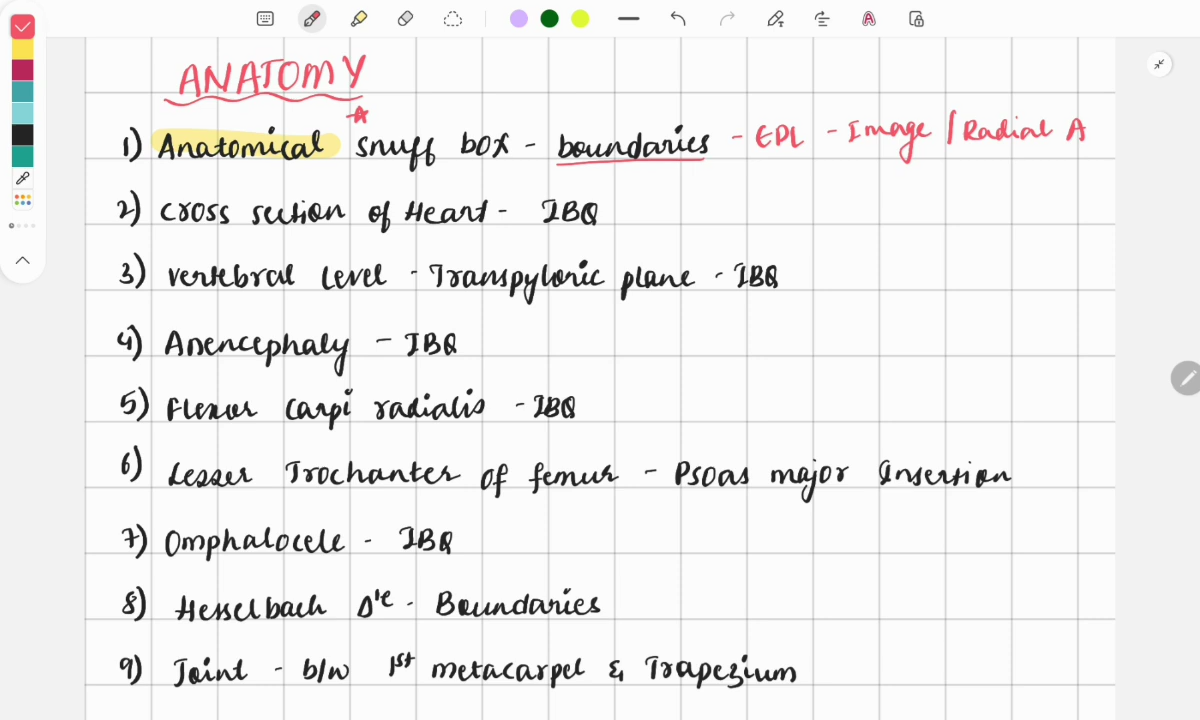 ANATOMY
1) Anatomical snuff box - boundaries - EPL - Image / Radial A
2) Cross section of Heart - IBQ
3) Vertebral level - Transpyloric plane - IBQ
4) Anencephaly - IBQ
5) Flexor carpi radialis - IBQ
6) Lesser Trochanter of femur - Psoas major insertion
7) Omphalocele - IBQ
8) Hesselbach Δ'le - Boundaries
9) Joint - b/w 1st metacarpel & Trapezium